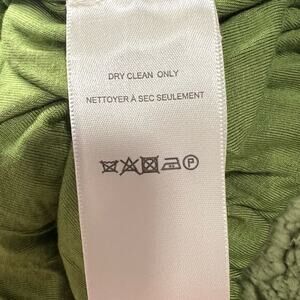 DRY CLEAN ONLY
NETTOYER À SEC SEULEMENT
P